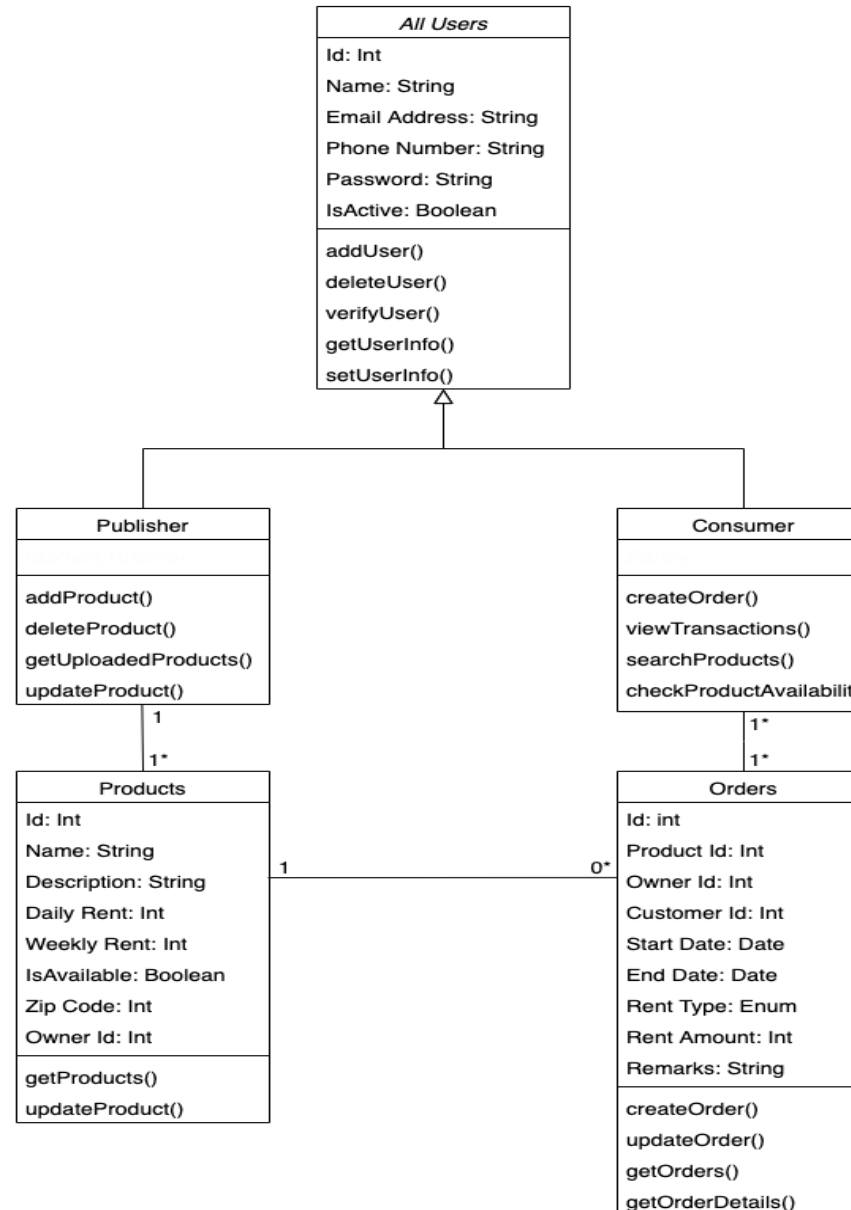 All Users
Id: Int
Name: String
Email Address: String
Phone Number: String
Password: String
IsActive: Boolean
addUser()
deleteUser()
verifyUser()
getUserInfo()
setUserInfo()
Publisher
addProduct()
deleteProduct()
getUploadedProducts()
updateProduct()
1
1*
Consumer
createOrder()
viewTransactions()
searchProducts()
checkProductAvailabilit
1*
1*
Products
Id: Int
Name: String
Description: String
Daily Rent: Int
Weekly Rent: Int
IsAvailable: Boolean
Zip Code: Int
Owner Id: Int
getProducts()
updateProduct()
1
0*
Orders
Id: int
Product Id: Int
Owner Id: Int
Customer Id: Int
Start Date: Date
End Date: Date
Rent Type: Enum
Rent Amount: Int
Remarks: String
createOrder()
updateOrder()
getOrders()
getOrderDetails()